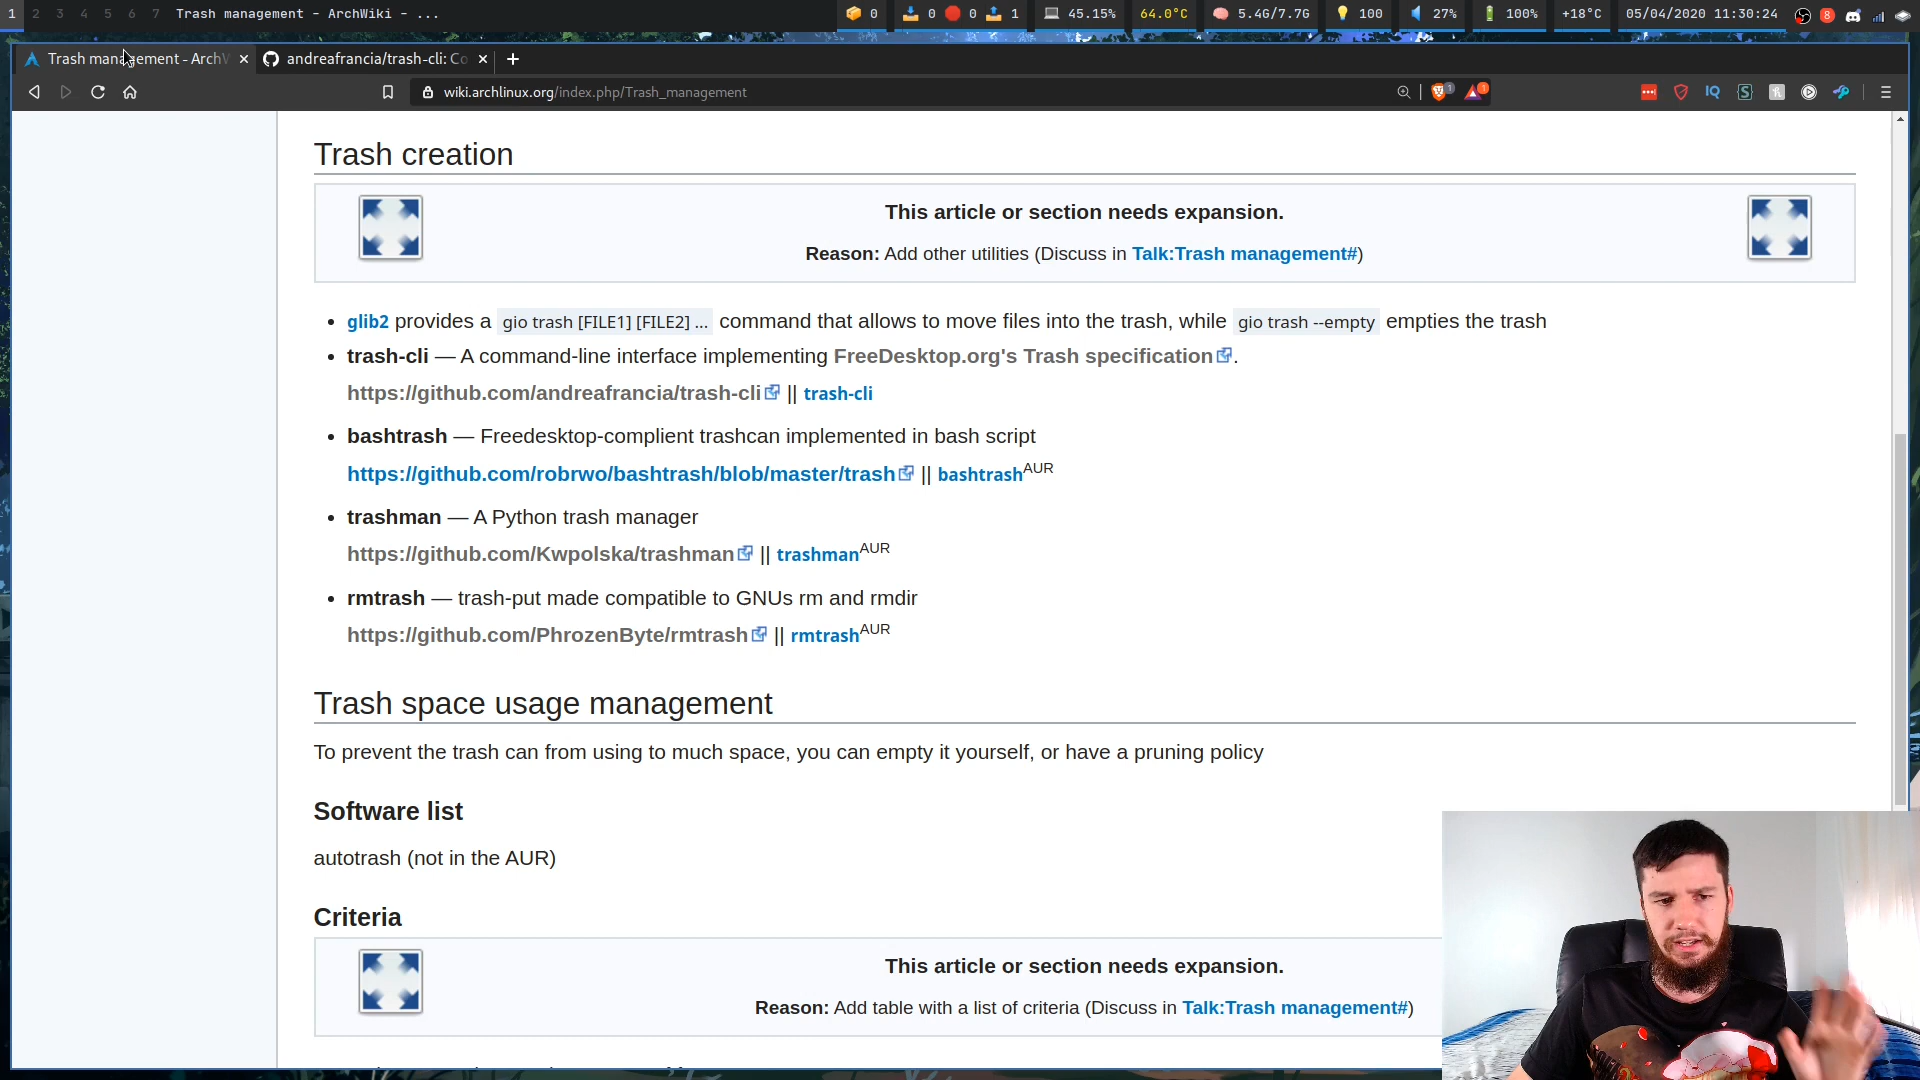 1 2 3 4 5 6 7 Trash management - ArchWiki - ... 0 0 0 1 45.15% 64.0°C 5.4G/7.7G 100 27% 100% +18°C 05/04/2020 11:30:24 8
Trash management - ArchW andreafrancia/trash-cli: Co
wiki.archlinux.org/index.php/Trash_management 1 1 IQ
Trash creation
This article or section needs expansion.
Reason: Add other utilities (Discuss in Talk:Trash management#)
• glib2 provides a gio trash [FILE1] [FILE2] ... command that allows to move files into the trash, while gio trash --empty empties the trash
• trash-cli — A command-line interface implementing FreeDesktop.org's Trash specification.
https://github.com/andreafrancia/trash-cli || trash-cli
• bashtrash — Freedesktop-complient trashcan implemented in bash script
https://github.com/robrwo/bashtrash/blob/master/trash || bashtrashAUR
• trashman — A Python trash manager
https://github.com/Kwpolska/trashman || trashmanAUR
• rmtrash — trash-put made compatible to GNUs rm and rmdir
https://github.com/PhrozenByte/rmtrash || rmtrashAUR
Trash space usage management
To prevent the trash can from using to much space, you can empty it yourself, or have a pruning policy
Software list
autotrash (not in the AUR)
Criteria
This article or section needs expansion.
Reason: Add table with a list of criteria (Discuss in Talk:Trash management#)